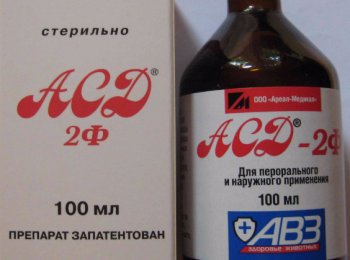 стерильно
АСД®
2Ф
100 мл
ПРЕПАРАТ ЗАПАТЕНТОВАН
ООО «Ареал-Медикал»
АСД®-2Ф
Для перорального
и наружного применения
100 мл
АВЗ
здоровье животных